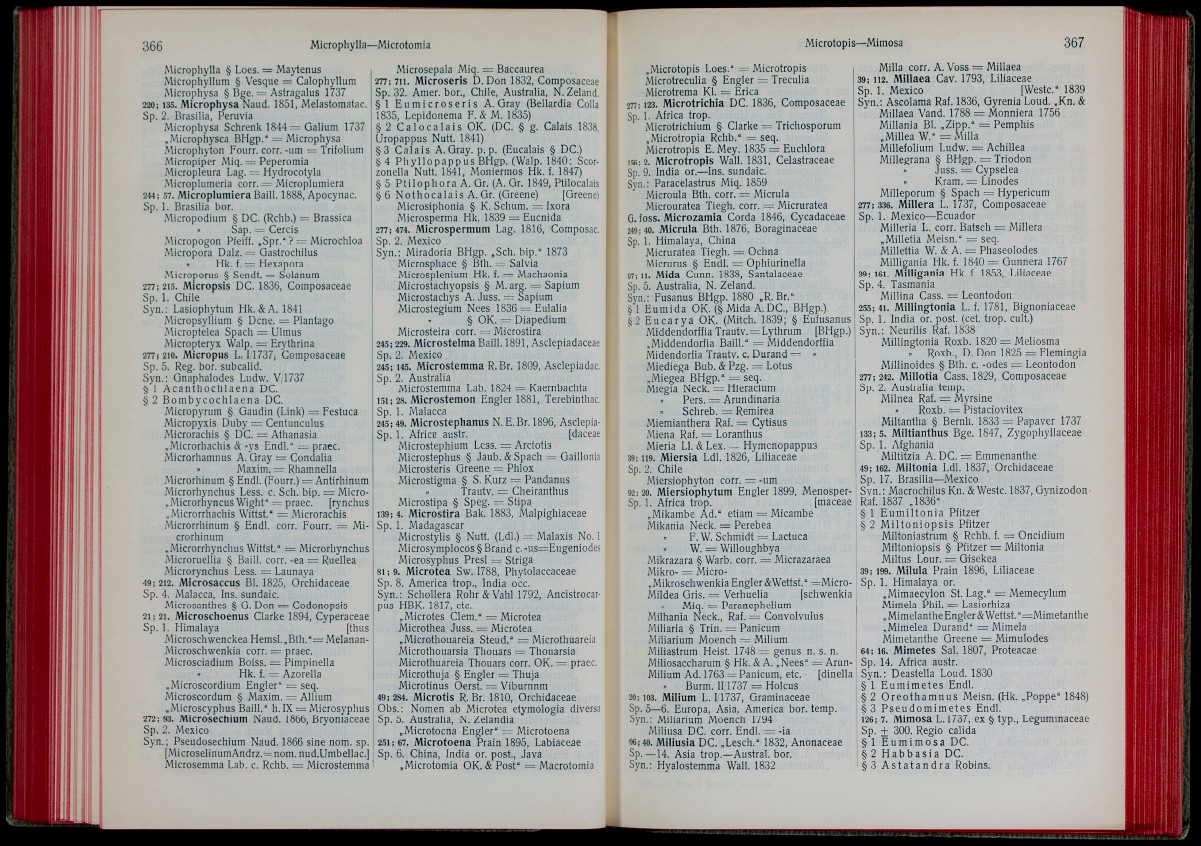 366
Microphylla—Microtomia
Microphylla § Loes. = Maytenus
Microphyllum § Vesque = Calophyllum
Microphysa § Bge. = Astragalus 1737
220; 135. Microphysa Naud. 1851, Melastomatac.
Sp. 2. Brasilia, Peruvia
Microphysa Schrenk 1844 = Galium 1737
„Microphysca BHgp.“ = Microphysa
Microphyton Fourr. corr. -um = Trifolium
Micropiper Miq. = Peperomia
Micropleura Lag. = Hydrocotyla
Microplumeria corr. = Microplumiera
244; 57. Microplumiera Baill. 1888, Apocynac.
Sp. 1. Brasilia bor.
Micropodium § DC. (Rchb.) = Brassica
„ Sap. = Cercis
Micropogon Pfeiff. „Spr.“ ? = Microchloa
Micropora Dalz. = Gastrochilus
„ Hk. f. = Hexapora
Microporus § Sendt. = Solanum
277; 215. Micropsis DC. 1836, Compositaceae
Sp. 1. Chile
Syn.: Lasiophytum Hk. & A. 1841
Micropsyllium § Dcne. = Plantago
Microptelea Spach = Ulmus
Micropteryx Walp. = Erythrina
277; 210. Micropus L. I 1737, Composaceae
Sp. 5. Reg. bor. subcalid.
Syn.: Gnaphalodes Ludw. V 1737
§ 1 Acanthochlaena DC.
§ 2 Bombycochlaena DC.
Micropyrum § Gaudin (Link) = Festuca
Micropyxis Duby = Centunculus
Microrachis § DC. = Athanasia
„Microrhachis & -ys Endl.“ = praec.
Microrhamnus A. Gray = Condalia
„ Maxim. = Rhamnella
Microrhinum § Endl. (Fourr.) = Antirhinum
Microrhynchus Less. c. Sch. bip. = Micro-
„Microrhyncus Wight“ = praec. [rynchus
„Microrrhachis Wittst.“ = Microrachis
Microrrhinum § Endl. corr. Fourr. = Mi-
crorhinum
„Microrrhynchus Wittst.“ = Microrhynchus
Microruellia § Baill. corr. -ea = Ruellea
Microrynchus Less. = Launaya
49; 212. Microsaccus Bl. 1825, Orchidaceae
Sp. 4. Malacca, Ins. sundaic.
Microsanthes § G. Don = Codonopsis
21; 21. Microschoenus Clarke 1894, Cyperaceae
Sp. 1. Himalaya [thus
Microschwenckea Hemsl. „Bth.“ = Melanan-
Microschwenkia corr. = praec.
Microsciadium Boiss. = Pimpinella
„ Hk. f. = Azorella
„Microscordium Engler“ = seq.
Microscordum § Maxim. = Allium
„Microscyphus Baill.“ h. IX = Microsyphus
272; 93. Microsechium Naud. 1866, Bryoniaceae
Sp. 2. Mexico
Syn.: Pseudosechium Naud. 1866 sine nom. sp.
[Microselinum Andrz. = nom. nud. Umbellac.]
Microsemma Lab. c. Rchb. = Microstemma
Microsepala Miq. = Baccaurea
277; 711. Microseris D. Don 1832, Composaceae
Sp. 32. Amer. bor., Chile, Australia, N. Zeland.
§ 1 Eumicroseris A. Gray (Bellardia Colla
1835, Lepidonema F. & M. 1835)
§ 2 Calocalais OK. (DC. § g. Calais 1838,
Uropappus Nutt. 1841)
§ 3 Calais A. Gray. p. p. (Eucalais § DC.)
§ 4 Phyllopappus BHgp. (Walp. 1840; Scor-
zonella Nutt. 1841, Moniermos Hk. f. 1847)
§ 5 Ptilophora A. Gr. (A. Gr. 1849, Ptilocalais
§ 6 Nothocalais A. Gr. (Greene) [Greene)
Microsiphonia § K. Schum. = Ixora
Microsperma Hk. 1839 = Eucnida
277; 474. Microspermum Lag. 1816, Composac.
Sp. 2. Mexico
Syn.: Miradoria BHgp. „Sch. bip.“ 1873
Microsphace § Bth. = Salvia
Microsplenium Hk. f. = Machaonia
Microstachyopsis § M. arg. = Sapium
Microstachys A. Juss. = Sapium
Microstegium Nees 1836 = Eulalia
„ § OK. = Diapedium
Microsteira corr. = Microstira
245; 229. Microstelma Baill. 1891, Asclepiadaceae
Sp. 2. Mexico
245; 145. Microstemma R. Br. 1809, Asclepiadac.
Sp. 2. Australia
Microstemma Lab. 1824 = Kaernbachia
151; 28. Microstemon Engler 1881, Terebinthac.
Sp. 1. Malacca
245; 49. Microstephanus N. E. Br. 1896, Asclepia-
Sp. 1. Africa austr. [daceae
Microstephium Less. = Arctotis
Microstephus § Jaub. & Spach = Gaillonia
Microsteris Greene = Phlox
Microstigma § S. Kurz = Pandanus
„ Trautv. = Cheiranthus
Microstipa § Speg. = Stipa
139; 4. Microstira Bak. 1883, Malpighiaceae
Sp. 1. Madagascar
Microstylis § Nutt. (Ldl.) = Malaxis No. 1
Microsymplocos § Brand c. -us = Eugeniodes
Microsyphus Presl = Striga
81; 9. Microtea Sw. 1788, Phytolaccaceae
Sp. 8. America trop., India occ.
Syn.: Schollera Rohr & Vahl 1792, Ancistrocar-
pus HBK. 1817, etc.
„Microtes Clem.“ = Microtea
Microthea Juss. = Microtea
„Microthouareia Steud.“ = Microthuareia
Microthouarsia Thouars = Thouarsia
Microthuareia Thouars corr. OK. = praec.
Microthuja § Engler = Thuja
Microtinus Oerst. = Viburnum
49; 284. Microtis R. Br. 1810, Orchidaceae
Obs.: Nomen ab Microtea etymologia diversa
Sp. 5. Australia, N. Zelandia
„Microtocna Engler“ = Microtoena
251; 67. Microtoena Prain 1895, Labiaceae
Sp. 6. China, India or. post., Java
„Microtomia OK. & Post“ = Macrotomia
Microtopis—Mimosa
367
„Microtopis Loes.“ = Microtropis
Microtreculia § Engler = Treculia
Microtrema Kl. = Erica
277; 123. Microtrichia DC. 1836, Composaceae
Sp. 1. Africa trop.
Microtrichium § Clarke = Trichosporum
„Microtropia Rchb.“ = seq.
Microtropis E. Mey. 1835 = Euchlora
156; 2. Microtropis Wall. 1831, Celastraceae
Sp. 9. India or.—Ins. sundaic.
Syn.: Paracelastrus Miq. 1859
Microula Bth. corr. = Micrula
Microuratea Tiegh. corr. = Micruratea
G. foss. Microzamia Corda 1846, Cycadaceae
249; 40. Micrula Bth. 1876, Boraginaceae
Sp. 1. Himalaya, China
Micruratea Tiegh. = Ochna
Micrurus § Endl. = Ophiurinella
67; 11. Mida Cunn. 1838, Santalaceae
Sp. 5. Australia, N. Zeland.
Syn.: Fusanus BHgp. 1880 „R. Br.“
§ 1 Eumida OK. (§ Mida A. DC., BHgp.)
§ 2 Eucarya OK. (Mitch. 1839; § Eufusanus
Middendorffia Trautv. = Lythrum [BHgp.)
„Middendorfia Baill.“ = Middendorffia
Midendorfia Trautv. c. Durand = „
Miediega Bub. & Pzg. = Lotus
„Miegea BHgp.“ = seq.
Miegia Neck. = Hieracium
„ Pers. = Arundinaria
„ Schreb. = Remirea
Miemianthera Raf. = Cytisus
Miena Raf. = Loranthus
Mieria Ll. & Lex. = Hymenopappus
39; 119. Miersia Ldl. 1826, Liliaceae
Sp. 2. Chile
Miersiophyton corr. = -um
92; 20. Miersiophytum Engler 1899, Menosper-
Sp. 1. Africa trop. [maceae
„Mikambe Ad.“ etiam = Micambe
Mikania Neck. = Perebea
„ F. W. Schmidt = Lactuca
„ W. = Willoughbya
Mikrazara § Warb. corr. = Micrazaraea
Mikro- = Micro-
„Mikroschwenkia Engler & Wettst.“ = Micro-
Mildea Gris. = Verhuellia [schwenkia
„ Miq. = Paranephelium
Milhania Neck., Raf. = Convolvulus
Miliaria § Trin. = Panicum
Miliarium Moench = Milium
Miliastrum Heist. 1748 = genus n. s. n.
Miliosaccharum § Hk. & A. „Nees“ = Arun-
Milium Ad. 1763 = Panicum, etc. [dinella
„ Burm. II 1737 = Holcus
20; 103. Milium L. I 1737, Graminaceae
Sp. 5—6. Europa, Asia, America bor. temp.
Syn.: Miliarium Moench 1794
Miliusa DC. corr. Endl. = -ia
96; 40. Miliusia DC. „Lesch.“ 1832, Anonaceae
Sp. —14. Asia trop.—Austral. bor.
Syn.: Hyalostemma Wall. 1832
Milla corr. A. Voss = Millaea
39; 112. Millaea Cav. 1793, Liliaceae
Sp. 1. Mexico [Westc.“ 1839
Syn.: Ascolama Raf. 1836, Gyrenia Loud. „Kn. &
Millaea Vand. 1788 = Monniera 1756
Millania Bl. „Zipp.“ = Pemphis
„Millea W.“ = Milla
Millefolium Ludw. = Achillea
Millegrana § BHgp. = Triodon
„ Juss. = Cypselea
„ Kram. = Linodes
Milleporum § Spach = Hypericum
277; 336. Millera L. 1737, Composaceae
Sp. 1. Mexico—Ecuador
Milleria L. corr. Batsch = Millera
„Milletia Meisn.“ = seq.
Millettia W. & A. = Phaseolodes
Milligania Hk. f. 1840 = Gunnera 1767
39; 161. Milligania Hk. f. 1853, Liliaceae
Sp. 4. Tasmania
Millina Cass. = Leontodon
255; 41. Millingtonia L. f. 1781, Bignoniaceae
Sp. 1. India or. post. (cet. trop. cult.)
Syn.: Neurilis Raf. 1838
Millingtonia Roxb. 1820 = Meliosma
„ Roxb., D. Don 1825 = Flemingia
Millinoides § Bth. c. -odes = Leontodon
277; 242. Millotia Cass. 1829, Composaceae
Sp. 2. Australia temp.
Milnea Raf. = Myrsine
„ Roxb. = Pistaciovitex
Miltantha § Bernh. 1833 = Papaver 1737
133; 5. Miltianthus Bge. 1847, Zygophyllaceae
Sp. 1. Afghania
Miltitzia A. DC. = Emmenanthe
49; 162. Miltonia Ldl. 1837, Orchidaceae
Sp. 17. Brasilia—Mexico
Syn.: Macrochilus Kn. & Westc. 1837, Gynizodon
Raf. 1837 „1836“
§ 1 Eumiltonia Pfitzer
§ 2 Miltoniopsis Pfitzer
Miltoniastrum § Rchb. f. = Oncidium
Miltoniopsis § Pfitzer = Miltonia
Miltus Lour. = Gisekea
39; 199. Milula Prain 1896, Liliaceae
Sp. 1. Himalaya or.
„Mimaecylon St. Lag.“ = Memecylum
Mimela Phil. = Lasiorhiza
„Mimelanthe Engler & Wettst.“ = Mimetanthe
„Mimelea Durand“ = Mimela
Mimetanthe Greene = Mimulodes
64; 16. Mimetes Sal. 1807, Proteacae
Sp. 14. Africa austr.
Syn.: Deastella Loud. 1830
§ 1 Eumimetes Endl.
§ 2 Oreothamnus Meisn. (Hk. „Poppe“ 1848)
§ 3 Pseudomimetes Endl.
126; 7. Mimosa L. 1737, ex § typ., Leguminaceae
Sp. + 300. Regio calida
§ 1 Eumimosa DC.
§ 2 Habbasia DC.
§ 3 Astatandra Robins.